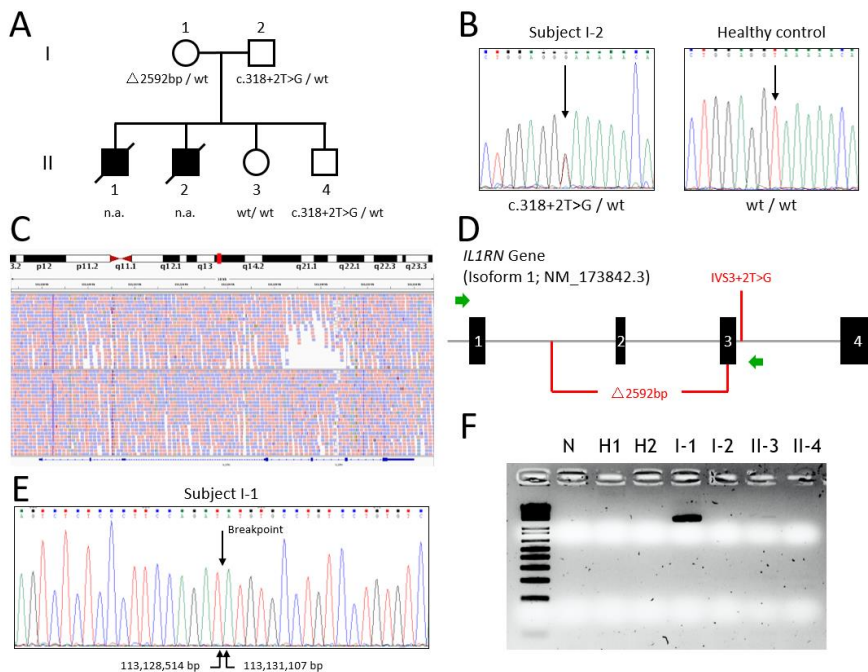 A
1
2
I
△2592bp / wt
c.318+2T>G / wt
II
1
2
3
4
n.a.
n.a.
wt/ wt
c.318+2T>G / wt
B
Subject I-2
Healthy control
c.318+2T>G / wt
wt / wt
C
3.2
p12
p11.2
q11.1
q12.1
q13
q14.2
q21.1
q22.1
q22.3
q23.3
D
IL1RN Gene
(Isoform 1; NM_173842.3)
IVS3+2T>G
1
2
3
4
△2592bp
E
Subject I-1
Breakpoint
113,128,514 bp
113,131,107 bp
F
N
H1
H2
I-1
I-2
II-3
II-4